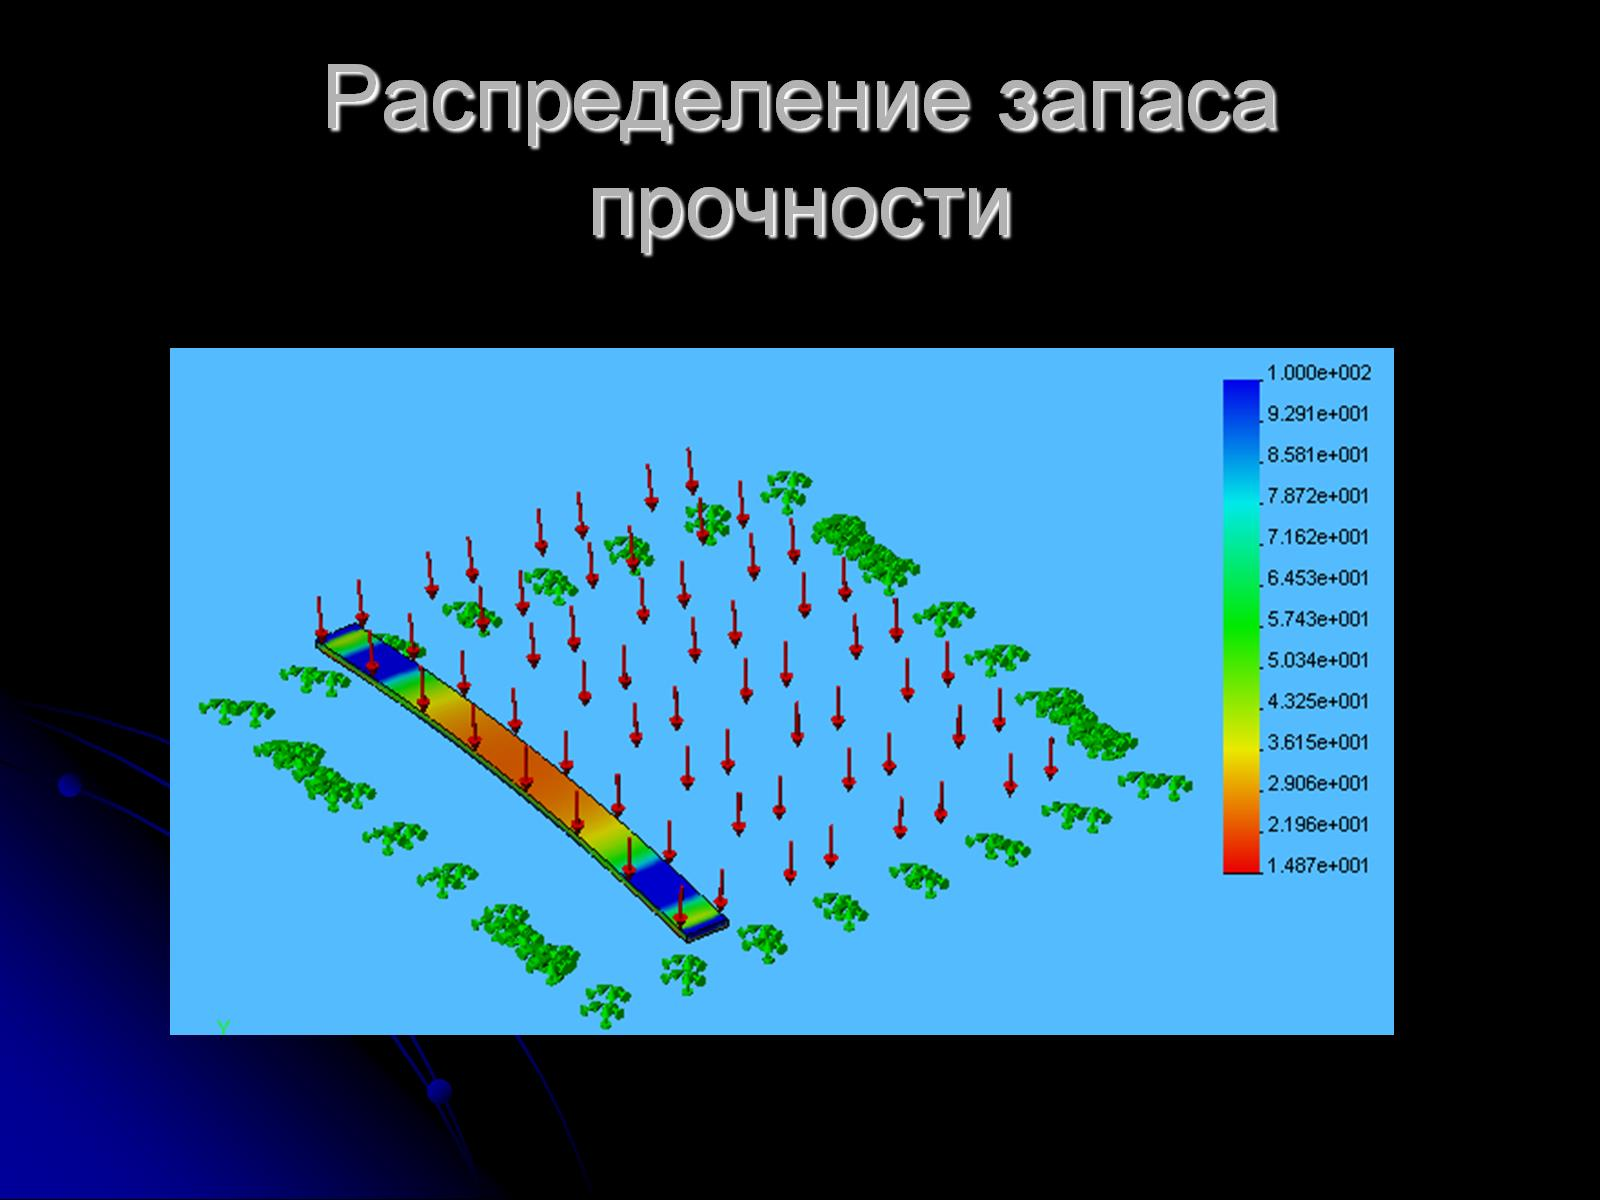 Распределение запаса
прочности
1.000e+002
9.291e+001
8.581e+001
7.872e+001
7.162e+001
6.453e+001
5.743e+001
5.034e+001
4.325e+001
3.615e+001
2.906e+001
2.196e+001
1.487e+001
Y